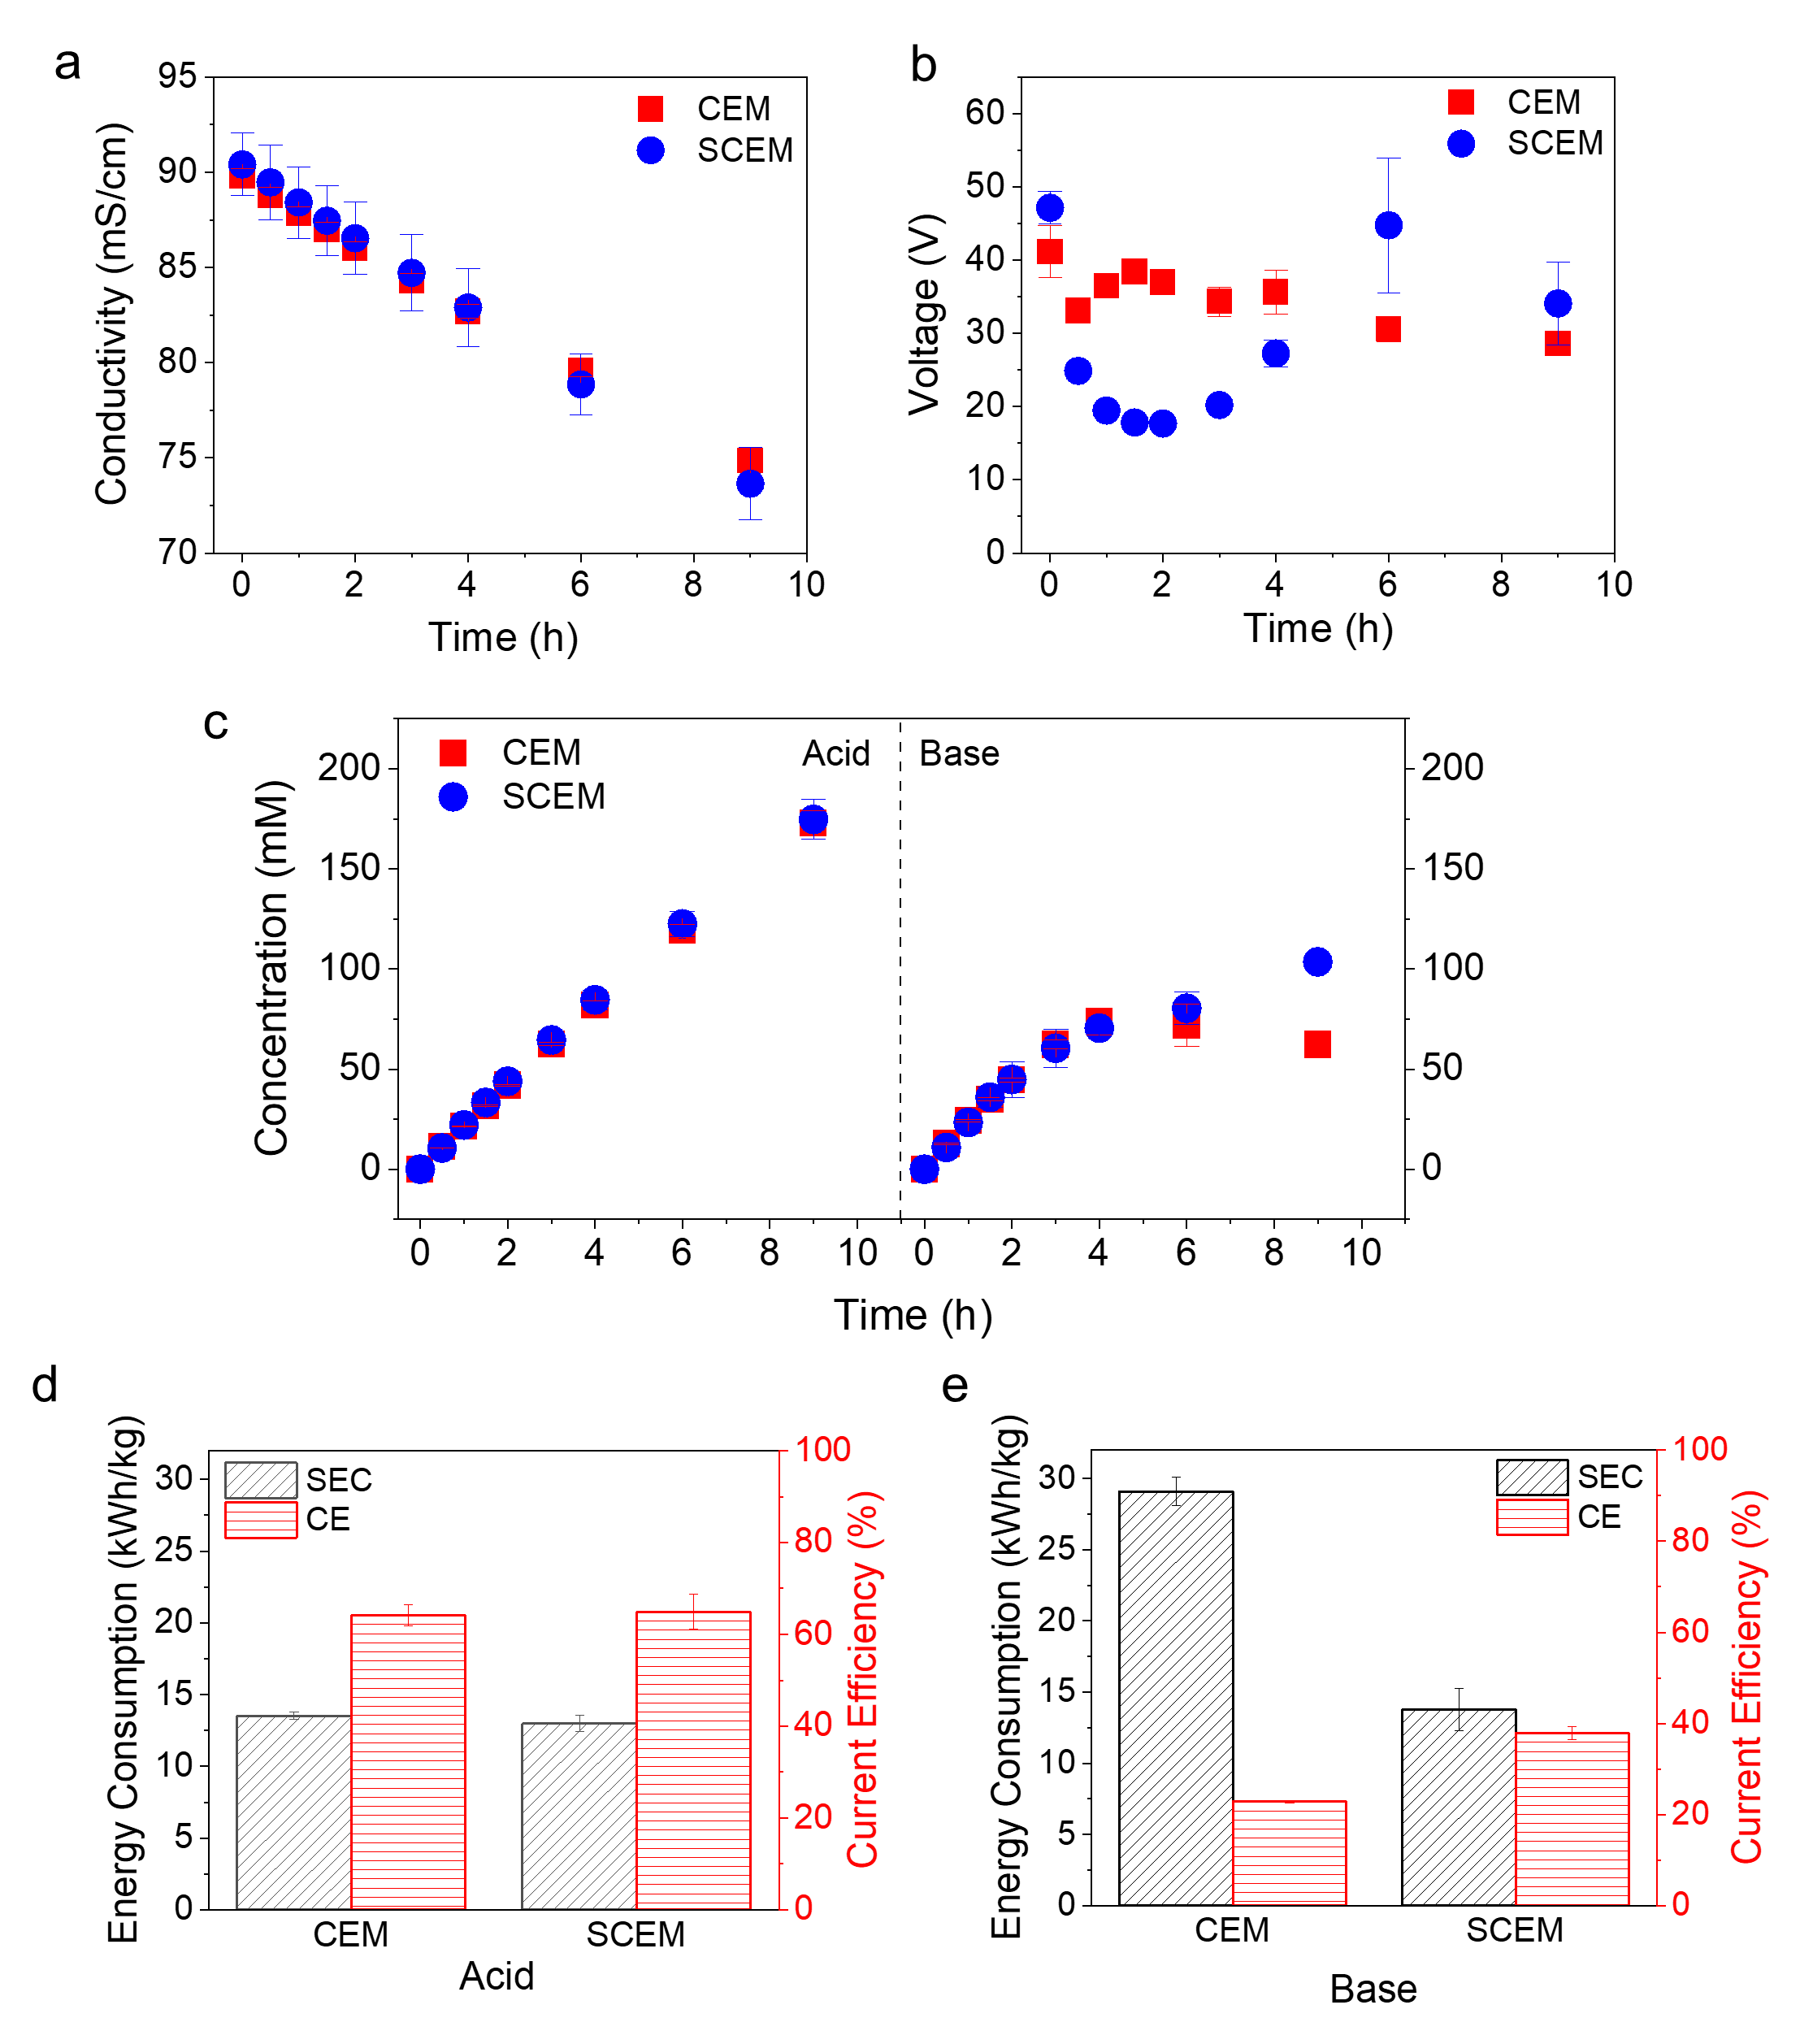 a
95
90
85
80
75
70
Conductivity (mS/cm)
CEM
SCEM
0 2 4 6 8 10
Time (h)
b
60
50
40
30
20
10
0
Voltage (V)
CEM
SCEM
0 2 4 6 8 10
Time (h)
c
200
150
100
50
0
Concentration (mM)
CEM
SCEM
Acid
Base
200
150
100
50
0
0 2 4 6 8 10 0 2 4 6 8 10
Time (h)
d
30
25
20
15
10
5
0
Energy Consumption (kWh/kg)
SEC
CE
100
80
60
40
20
0
Current Efficiency (%)
CEM SCEM
Acid
e
30
25
20
15
10
5
0
Energy Consumption (kWh/kg)
SEC
CE
100
80
60
40
20
0
Current Efficiency (%)
CEM SCEM
Base